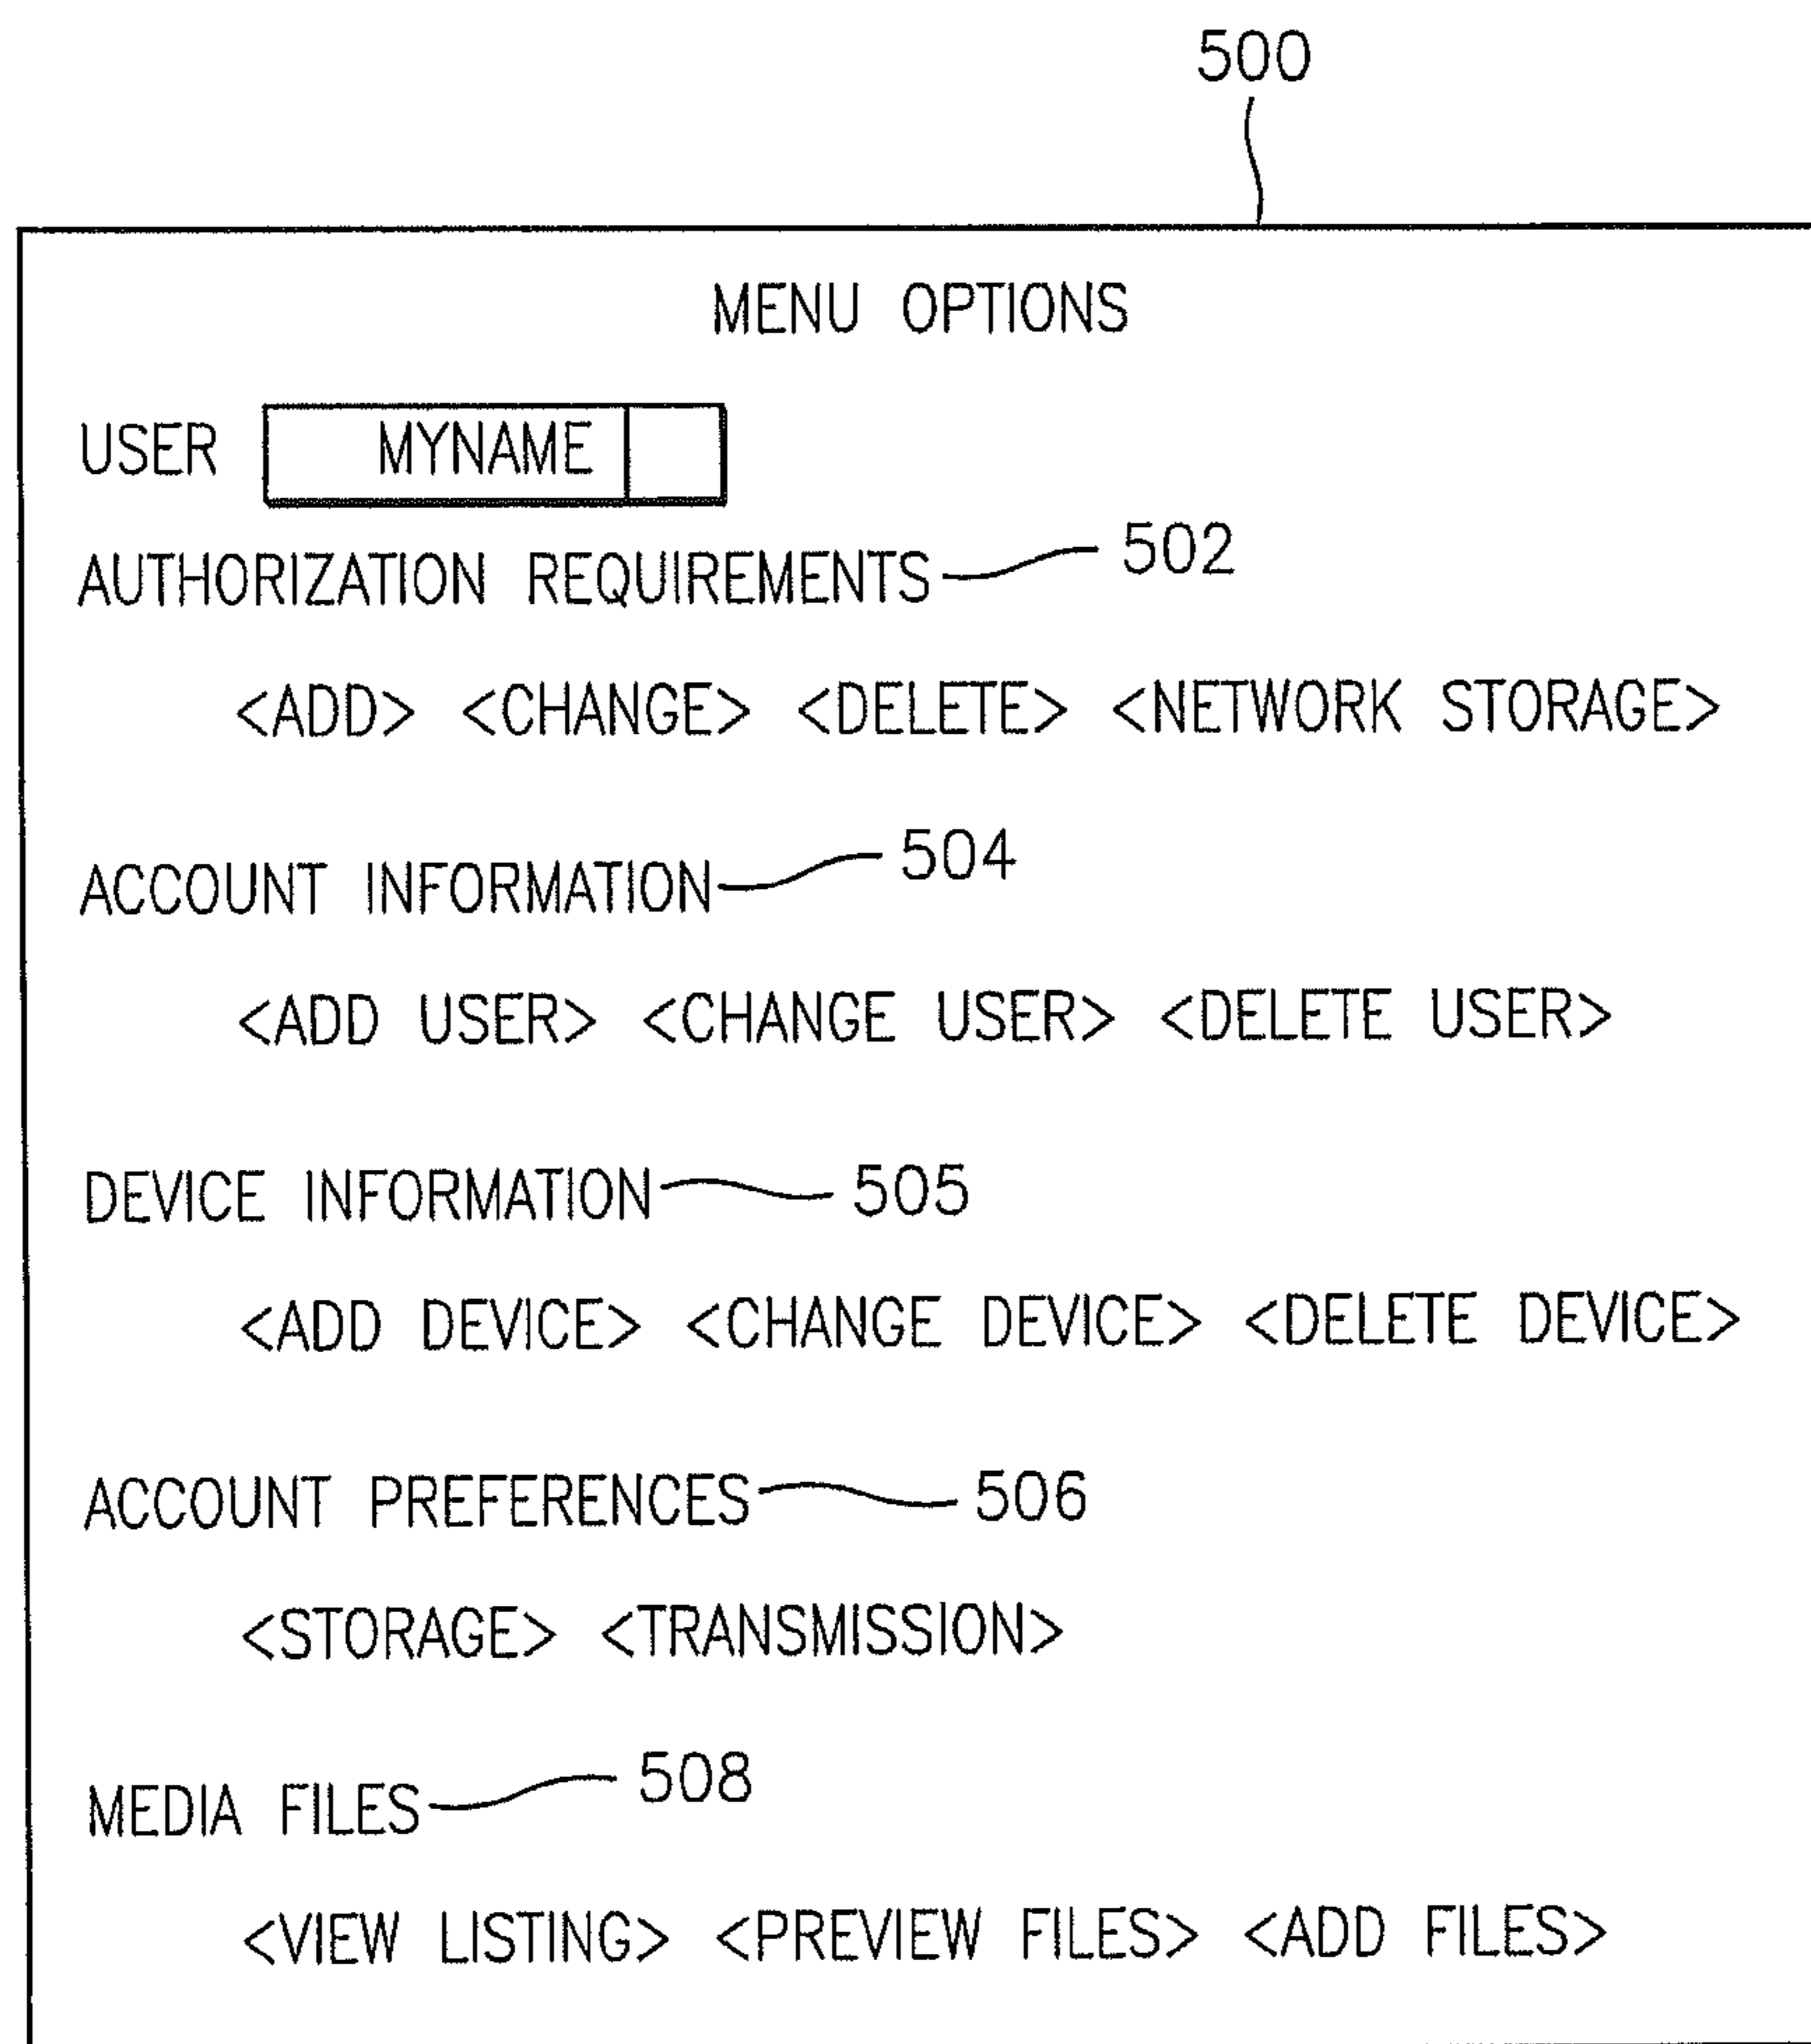 500
MENU OPTIONS
USER MYNAME
AUTHORIZATION REQUIREMENTS 502
<ADD> <CHANGE> <DELETE> <NETWORK STORAGE>
ACCOUNT INFORMATION 504
<ADD USER> <CHANGE USER> <DELETE USER>
DEVICE INFORMATION 505
<ADD DEVICE> <CHANGE DEVICE> <DELETE DEVICE>
ACCOUNT PREFERENCES 506
<STORAGE> <TRANSMISSION>
MEDIA FILES 508
<VIEW LISTING> <PREVIEW FILES> <ADD FILES>